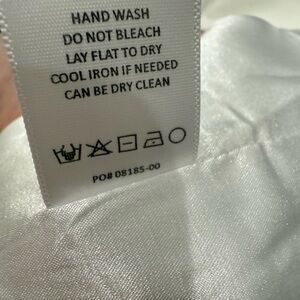 HAND WASH
DO NOT BLEACH
LAY FLAT TO DRY
COOL IRON IF NEEDED
CAN BE DRY CLEAN
PO# 08185-00